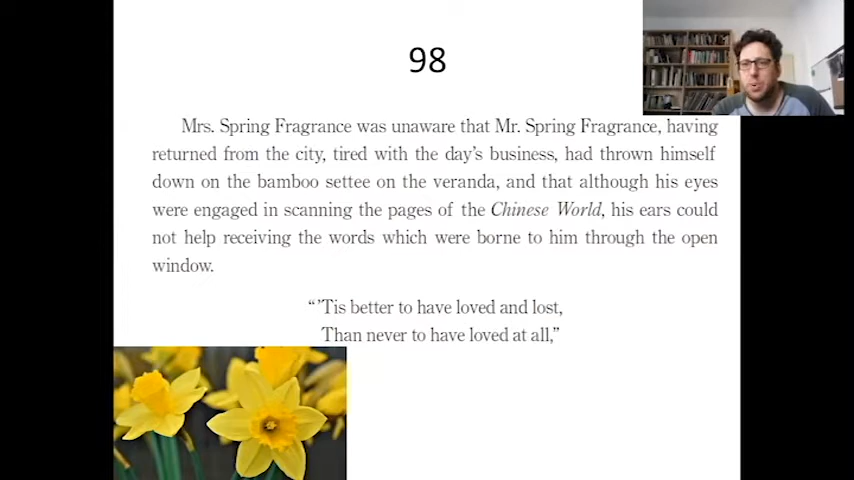 98
Mrs. Spring Fragrance was unaware that Mr. Spring Fragrance, having
returned from the city, tired with the day's business, had thrown himself
down on the bamboo settee on the veranda, and that although his eyes
were engaged in scanning the pages of the Chinese World, his ears could
not help receiving the words which were borne to him through the open
window.
“ ’Tis better to have loved and lost,
Than never to have loved at all,”